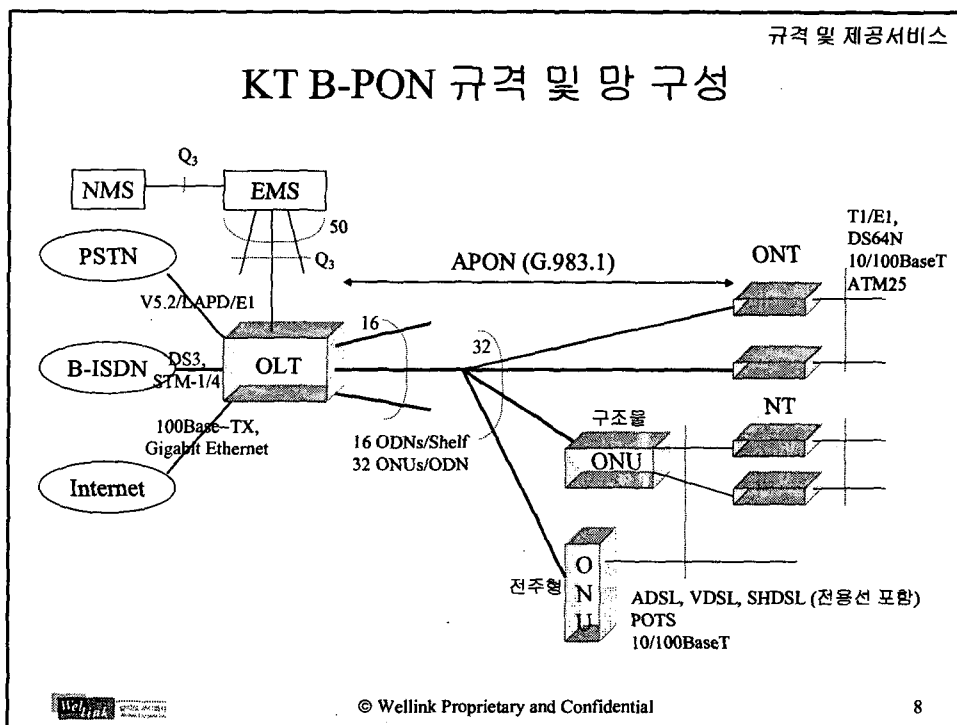 규격 및 제공서비스
KT B-PON 규격 및 망 구성
Q3
NMS
EMS
50
PSTN
Q3
APON (G.983.1)
ONT
T1/E1,
DS64N
10/100BaseT
ATM25
V5.2/LAPD/E1
16
32
B-ISDN
DS3,
STM-1/4
OLT
100Base-TX,
Gigabit Ethernet
16 ODNs/Shelf
32 ONUs/ODN
구조물
NT
ONU
Internet
전주형
O
N
U
ADSL, VDSL, SHDSL (전용선 포함)
POTS
10/100BaseT
Wellink
© Wellink Proprietary and Confidential
8